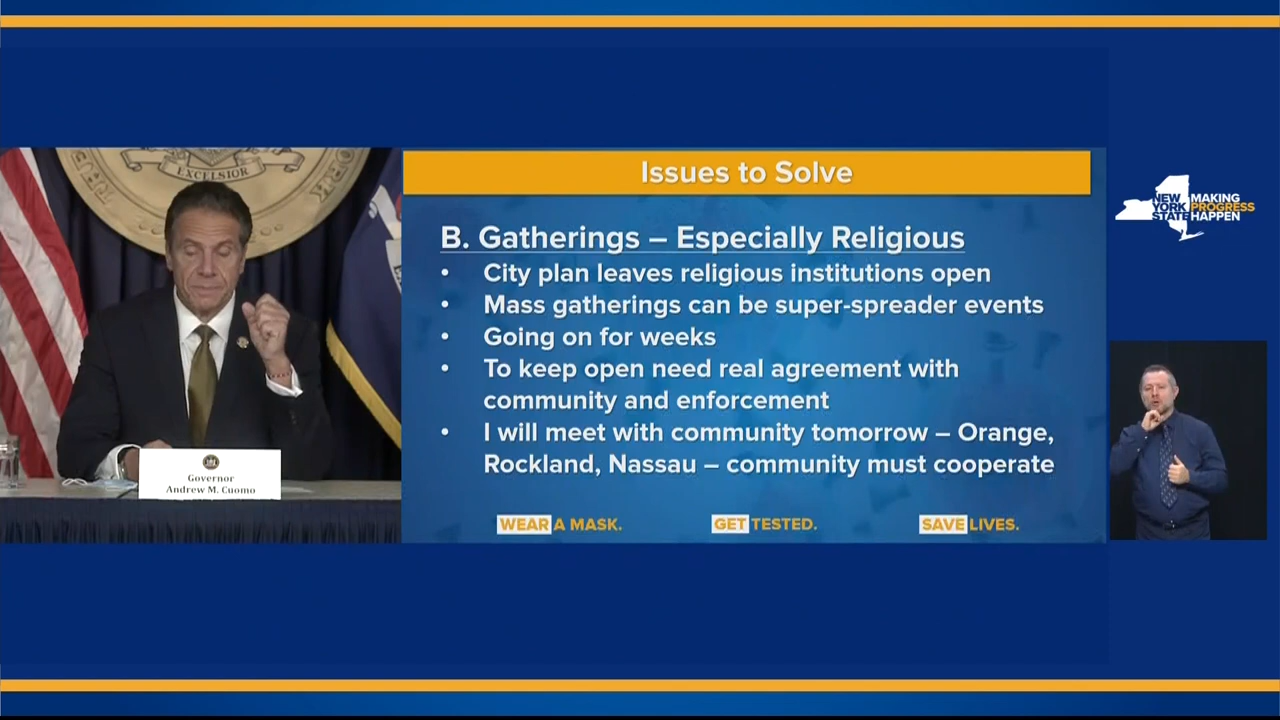 EXCELSIOR
Governor
Andrew M. Cuomo
Issues to Solve
B. Gatherings – Especially Religious
• City plan leaves religious institutions open
• Mass gatherings can be super-spreader events
• Going on for weeks
• To keep open need real agreement with
community and enforcement
• I will meet with community tomorrow – Orange,
Rockland, Nassau – community must cooperate
WEAR A MASK.
GET TESTED.
SAVE LIVES.
NEW
YORK
STATE
MAKING
PROGRESS
HAPPEN